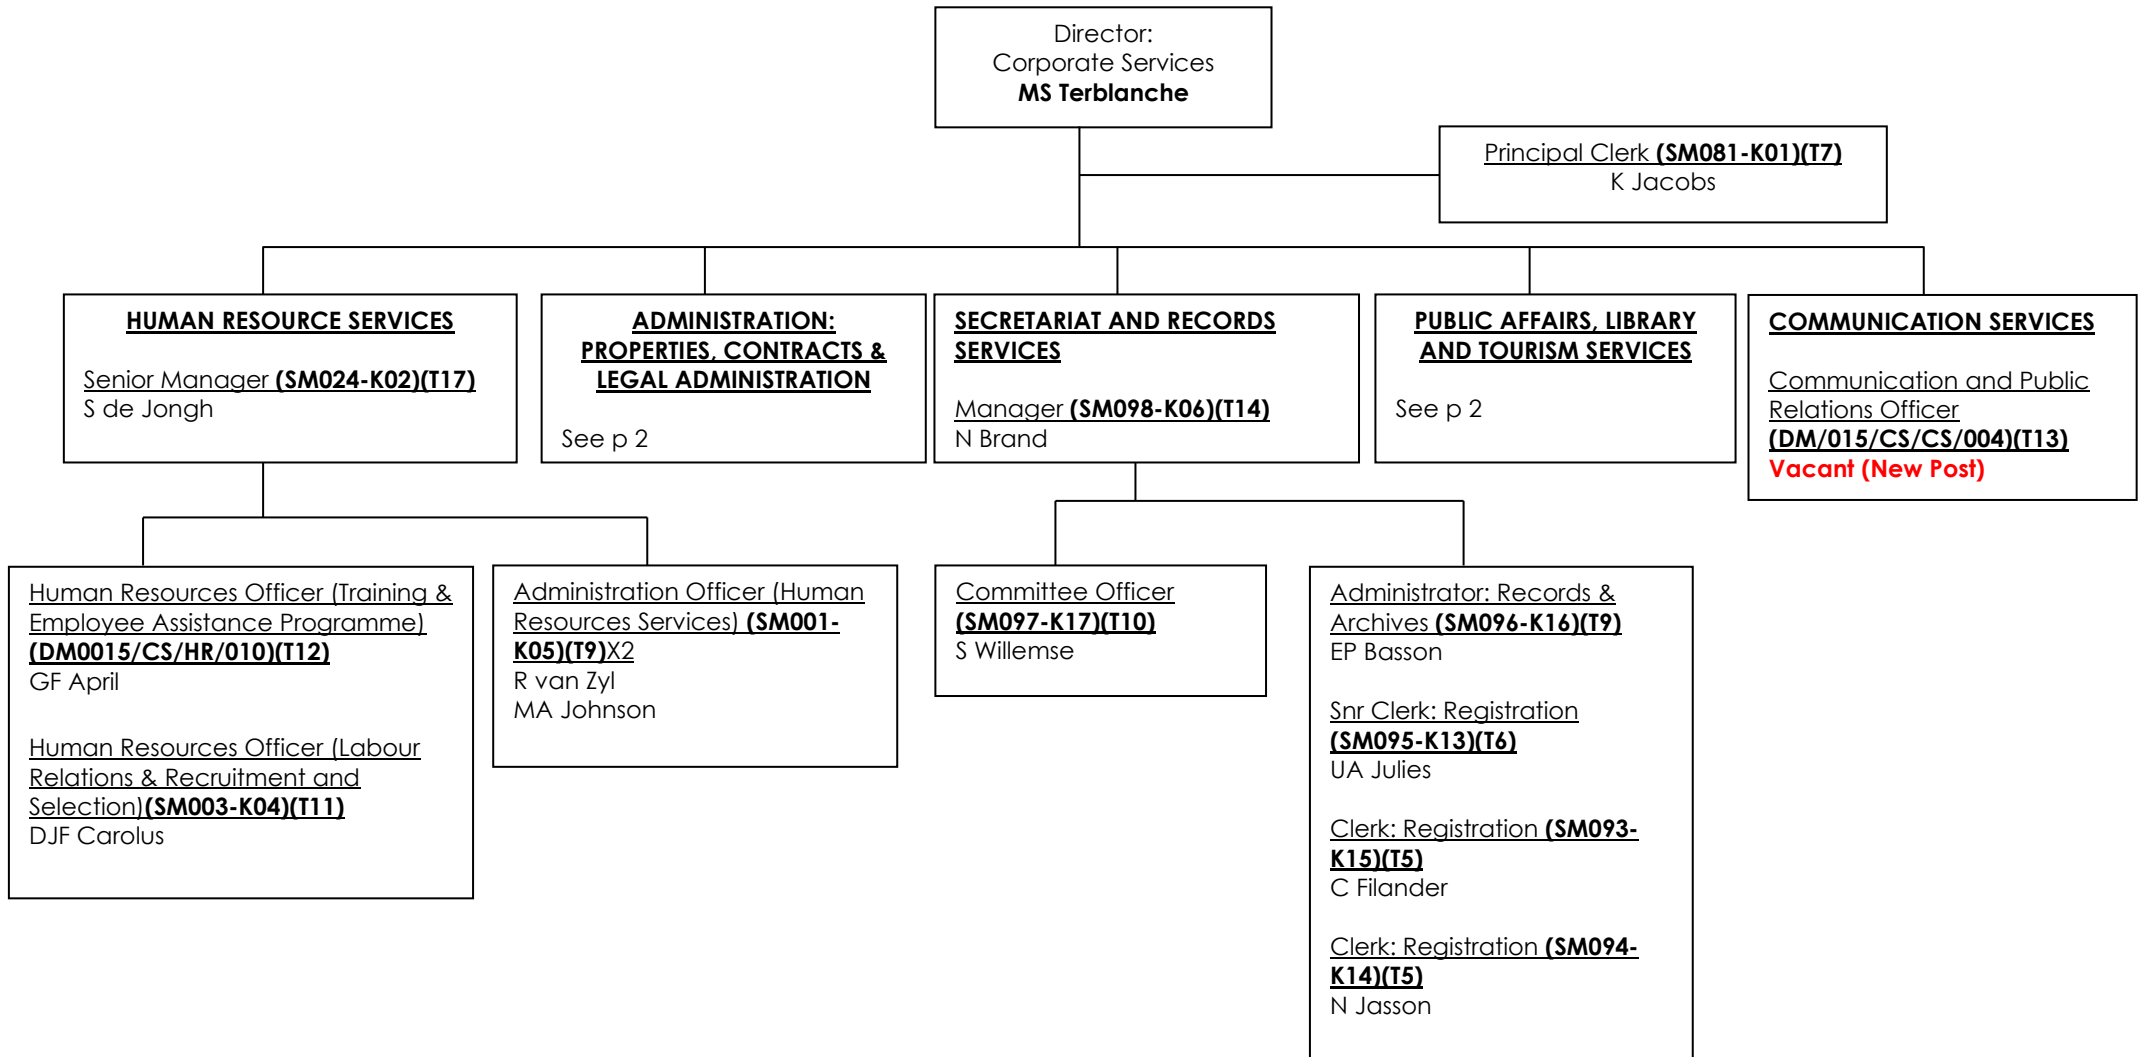 Director:
Corporate Services
MS Terblanche
Principal Clerk (SM081-K01)(T7)
K Jacobs
HUMAN RESOURCE SERVICES
Senior Manager (SM024-K02)(T17)
S de Jongh
ADMINISTRATION:
PROPERTIES, CONTRACTS &
LEGAL ADMINISTRATION
See p 2
SECRETARIAT AND RECORDS
SERVICES
Manager (SM098-K06)(T14)
N Brand
PUBLIC AFFAIRS, LIBRARY
AND TOURISM SERVICES
See p 2
COMMUNICATION SERVICES
Communication and Public
Relations Officer
(DM/015/CS/CS/004)(T13)
Vacant (New Post)
Human Resources Officer (Training &
Employee Assistance Programme)
(DM0015/CS/HR/010)(T12)
GF April
Human Resources Officer (Labour
Relations & Recruitment and
Selection)(SM003-K04)(T11)
DJF Carolus
Administration Officer (Human
Resources Services) (SM001-
K05)(T9)X2
R van Zyl
MA Johnson
Committee Officer
(SM097-K17)(T10)
S Willemse
Administrator: Records &
Archives (SM096-K16)(T9)
EP Basson
Snr Clerk: Registration
(SM095-K13)(T6)
UA Julies
Clerk: Registration (SM093-
K15)(T5)
C Filander
Clerk: Registration (SM094-
K14)(T5)
N Jasson